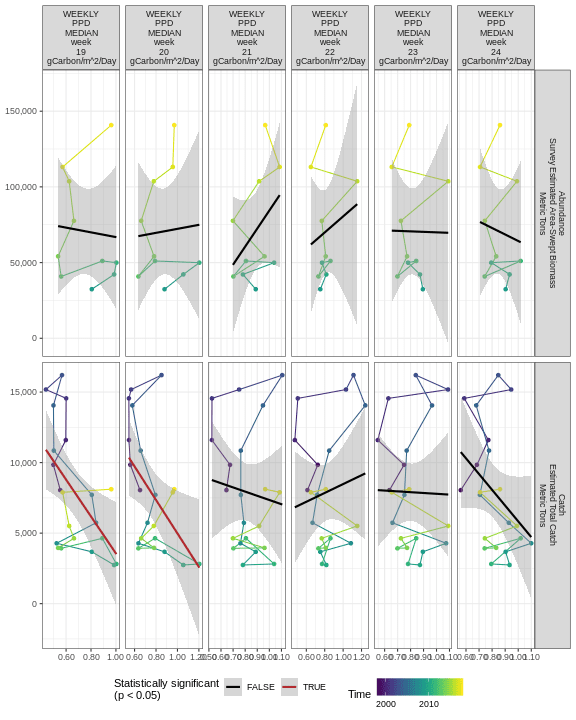 WEEKLY
PPD
MEDIAN
week
19
gCarbon/m^2/Day
WEEKLY
PPD
MEDIAN
week
20
gCarbon/m^2/Day
WEEKLY
PPD
MEDIAN
week
21
gCarbon/m^2/Day
WEEKLY
PPD
MEDIAN
week
22
gCarbon/m^2/Day
WEEKLY
PPD
MEDIAN
week
23
gCarbon/m^2/Day
WEEKLY
PPD
MEDIAN
week
24
gCarbon/m^2/Day
150,000
100,000
50,000
0
Abundance
Survey Estimated Area-Swept Biomass
Metric Tons
15,000
10,000
5,000
0
Catch
Estimated Total Catch
Metric Tons
0.60 0.80 1.00
0.60 0.80 1.00
0.60 0.70 0.80 0.90 1.00 1.10
0.60 0.80 1.00 1.20
0.60 0.70 0.80 0.90 1.00 1.10
0.60 0.70 0.80 0.90 1.00 1.10
Statistically significant
(p < 0.05)
FALSE
TRUE
Time
2000
2010